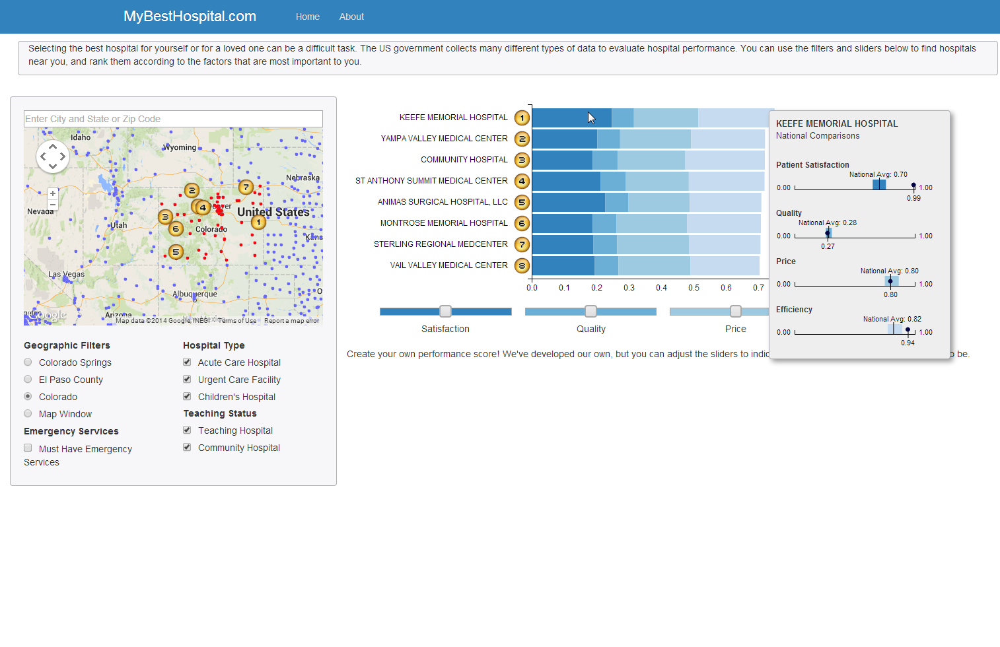 MyBestHospital.com Home About
Selecting the best hospital for yourself or for a loved one can be a difficult task. The US government collects many different types of data to evaluate hospital performance. You can use the filters and sliders below to find hospitals
near you, and rank them according to the factors that are most important to you.
Enter City and State or Zip Code
Idaho
Wyoming
Nebraska
2
7
Nevada
3
4
United States
1
Utah
6
Colorado
5
Las Vegas
Albuquerque
Arizona
Google
Map data ©2014 Google, INEGI Terms of Use Report a map error
Geographic Filters
Colorado Springs
El Paso County
Colorado
Map Window
Emergency Services
Must Have Emergency
Services
Hospital Type
Acute Care Hospital
Urgent Care Facility
Children's Hospital
Teaching Status
Teaching Hospital
Community Hospital
KEEFE MEMORIAL HOSPITAL 1
YAMPA VALLEY MEDICAL CENTER 2
COMMUNITY HOSPITAL 3
ST ANTHONY SUMMIT MEDICAL CENTER 4
ANIMAS SURGICAL HOSPITAL, LLC 5
MONTROSE MEMORIAL HOSPITAL 6
STERLING REGIONAL MEDCENTER 7
VAIL VALLEY MEDICAL CENTER 8
0.0 0.1 0.2 0.3 0.4 0.5 0.6 0.7
Satisfaction Quality Price
Create your own performance score! We've developed our own, but you can adjust the sliders to be.
KEEFE MEMORIAL HOSPITAL
National Comparisons
Patient Satisfaction
National Avg: 0.70
0.00 1.00
0.99
Quality
National Avg: 0.28
0.00 1.00
0.27
Price
National Avg: 0.80
0.00 1.00
0.80
Efficiency
National Avg: 0.82
0.00 1.00
0.94